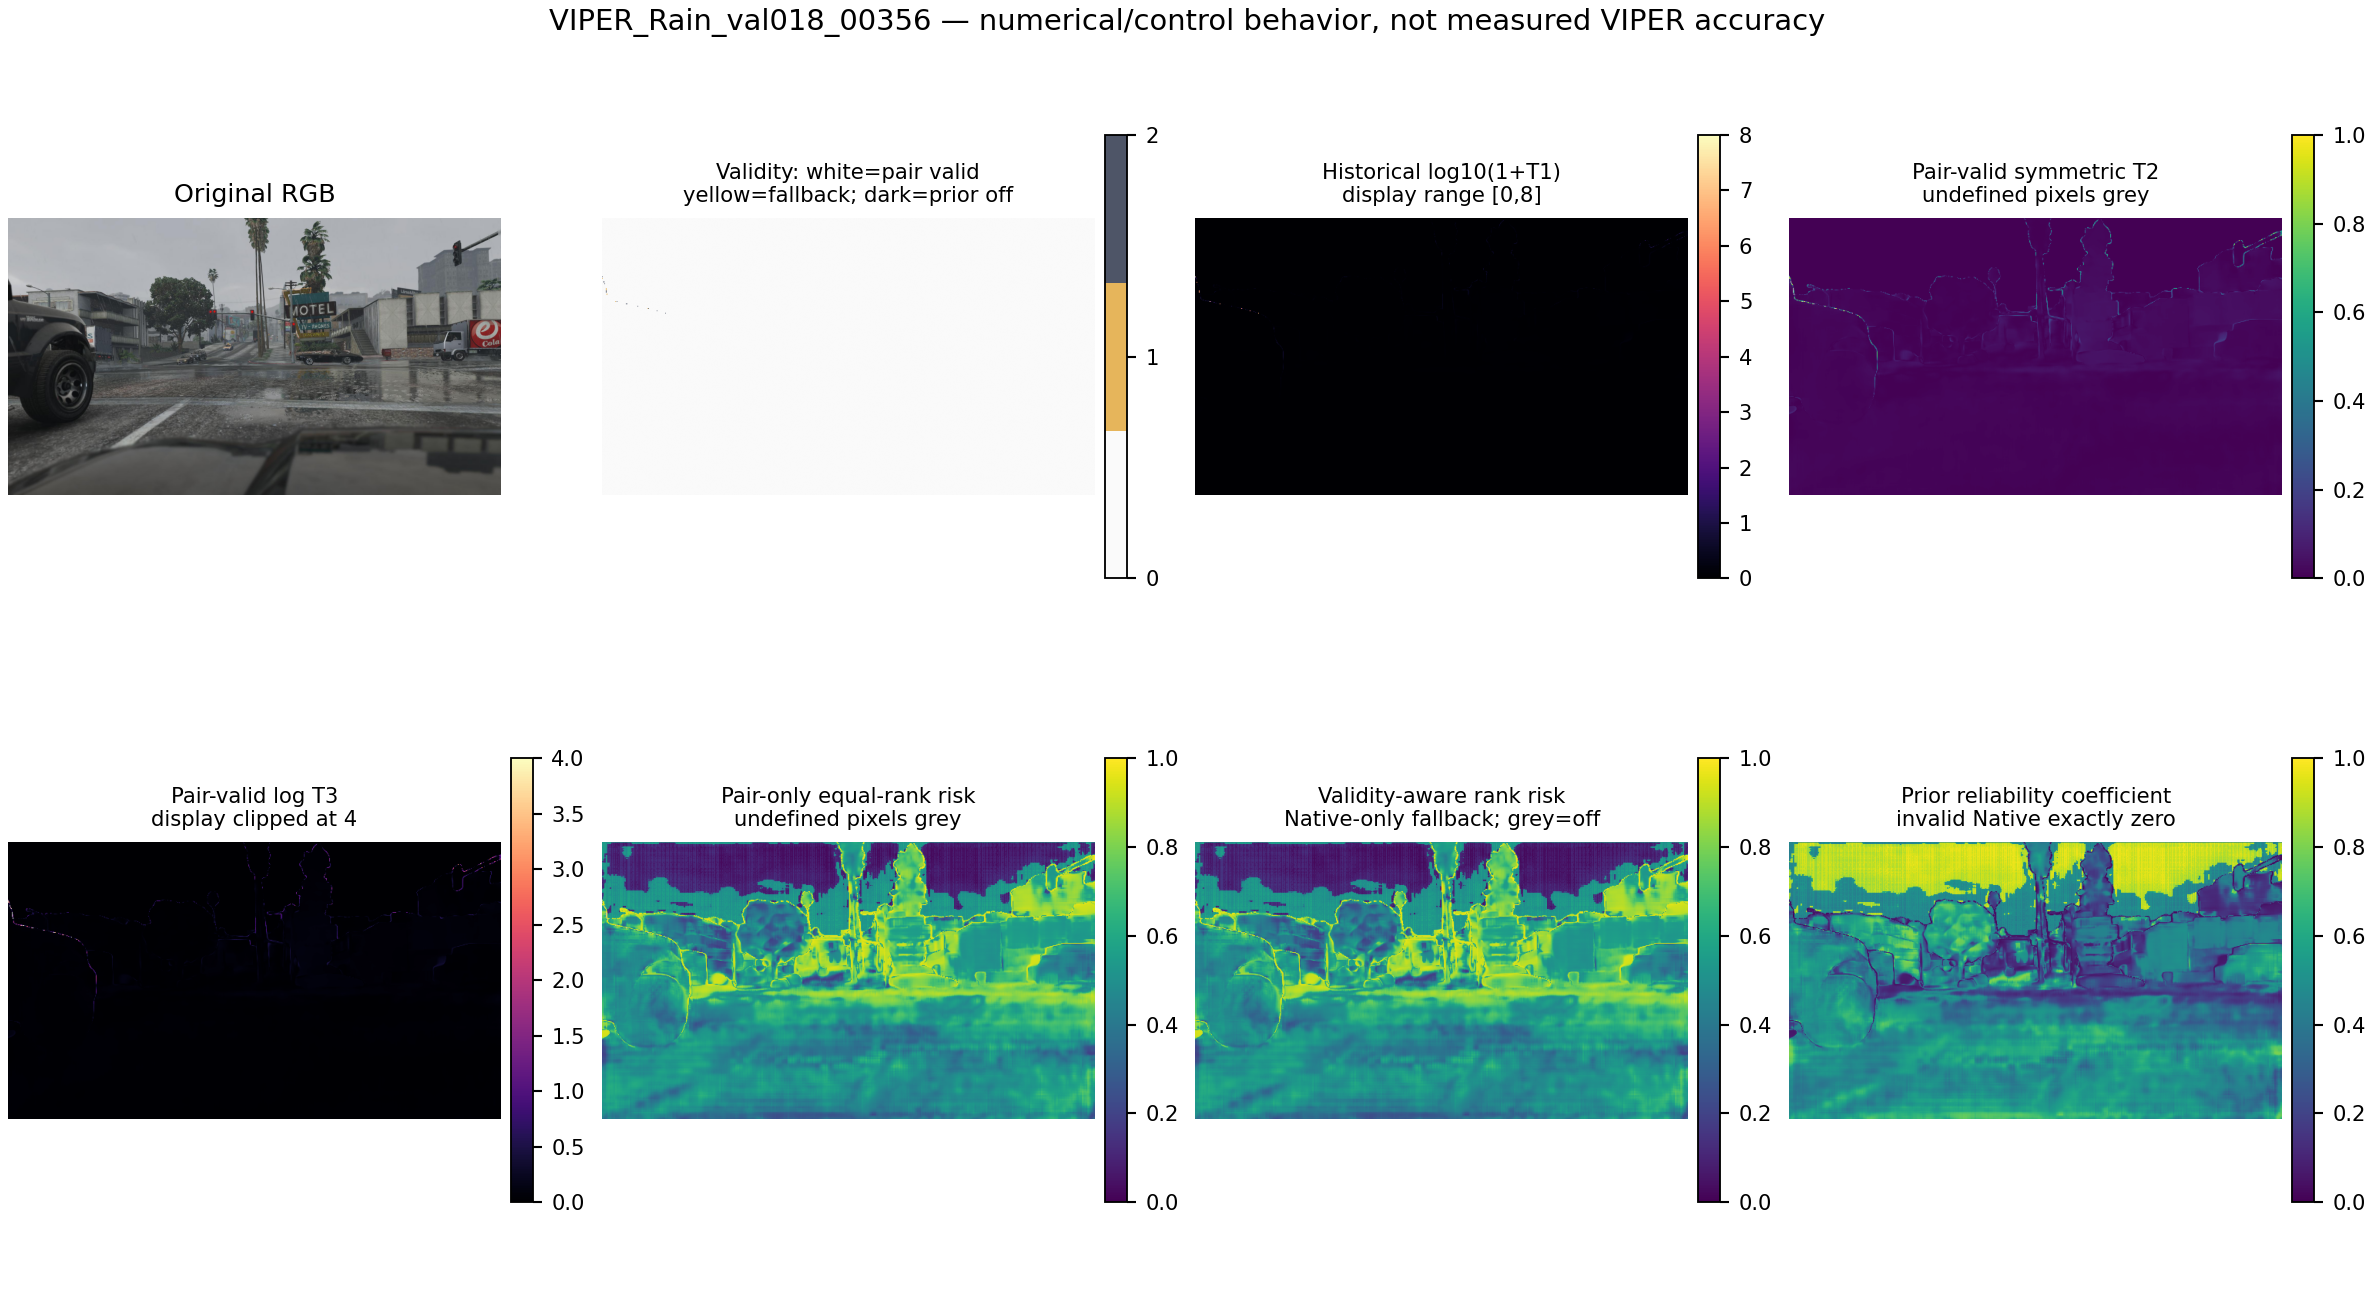 VIPER_Rain_val018_00356 — numerical/control behavior, not measured VIPER accuracy
Original RGB
MOTEL
Cola
Validity: white=pair valid
yellow=fallback; dark=prior off
2
1
0
Historical log10(1+T1)
display range [0,8]
8
7
6
5
4
3
2
1
0
Pair-valid symmetric T2
undefined pixels grey
1.0
0.8
0.6
0.4
0.2
0.0
Pair-valid log T3
display clipped at 4
4.0
3.5
3.0
2.5
2.0
1.5
1.0
0.5
0.0
Pair-only equal-rank risk
undefined pixels grey
1.0
0.8
0.6
0.4
0.2
0.0
Validity-aware rank risk
Native-only fallback; grey=off
1.0
0.8
0.6
0.4
0.2
0.0
Prior reliability coefficient
invalid Native exactly zero
1.0
0.8
0.6
0.4
0.2
0.0